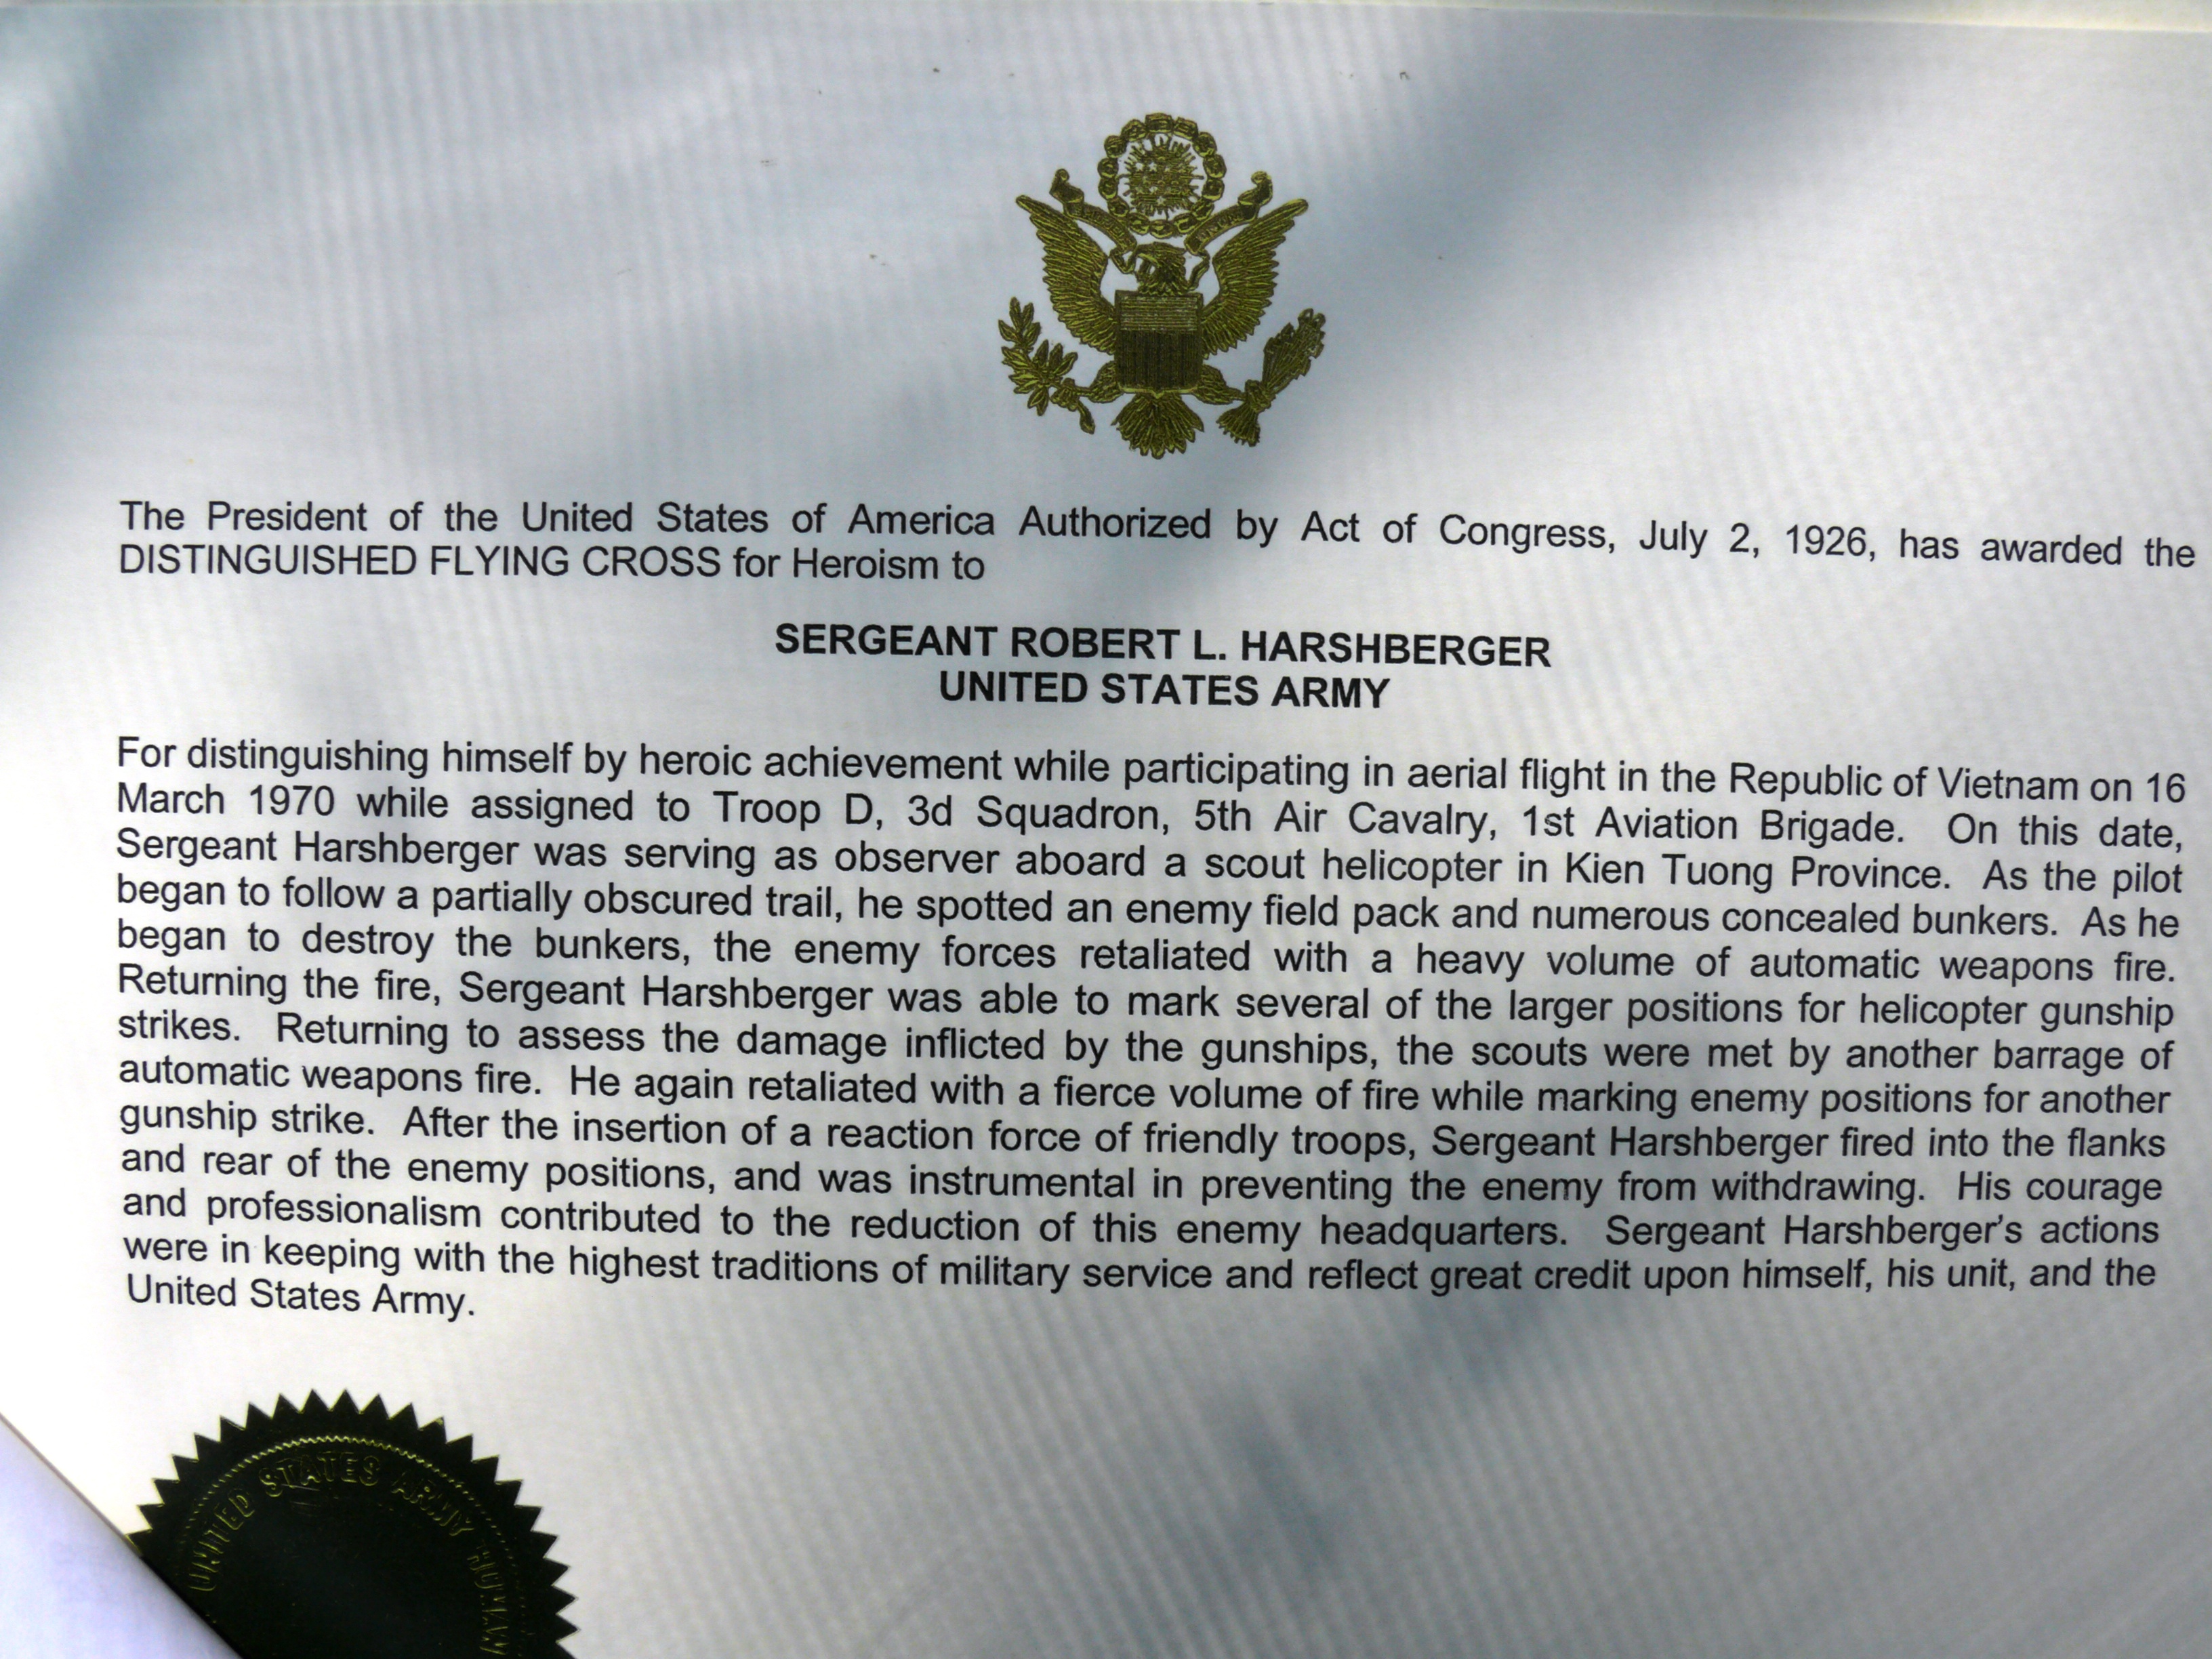 The President of the United States of America Authorized by Act of Congress, July 2, 1926, has awarded the
DISTINGUISHED FLYING CROSS for Heroism to
SERGEANT ROBERT L. HARSHBERGER
UNITED STATES ARMY
For distinguishing himself by heroic achievement while participating in aerial flight in the Republic of Vietnam on 16
March 1970 while assigned to Troop D, 3d Squadron, 5th Air Cavalry, 1st Aviation Brigade. On this date,
Sergeant Harshberger was serving as observer aboard a scout helicopter in Kien Tuong Province. As the pilot
began to follow a partially obscured trail, he spotted an enemy field pack and numerous concealed bunkers. As he
began to destroy the bunkers, the enemy forces retaliated with a heavy volume of automatic weapons fire.
Returning the fire, Sergeant Harshberger was able to mark several of the larger positions for helicopter gunship
strikes. Returning to assess the damage inflicted by the gunships, the scouts were met by another barrage of
automatic weapons fire. He again retaliated with a fierce volume of fire while marking enemy positions for another
gunship strike. After the insertion of a reaction force of friendly troops, Sergeant Harshberger fired into the flanks
and rear of the enemy positions, and was instrumental in preventing the enemy from withdrawing. His courage
and professionalism contributed to the reduction of this enemy headquarters. Sergeant Harshberger's actions
were in keeping with the highest traditions of military service and reflect great credit upon himself, his unit, and the
United States Army.
UNITED STATES ARMY HUMAN